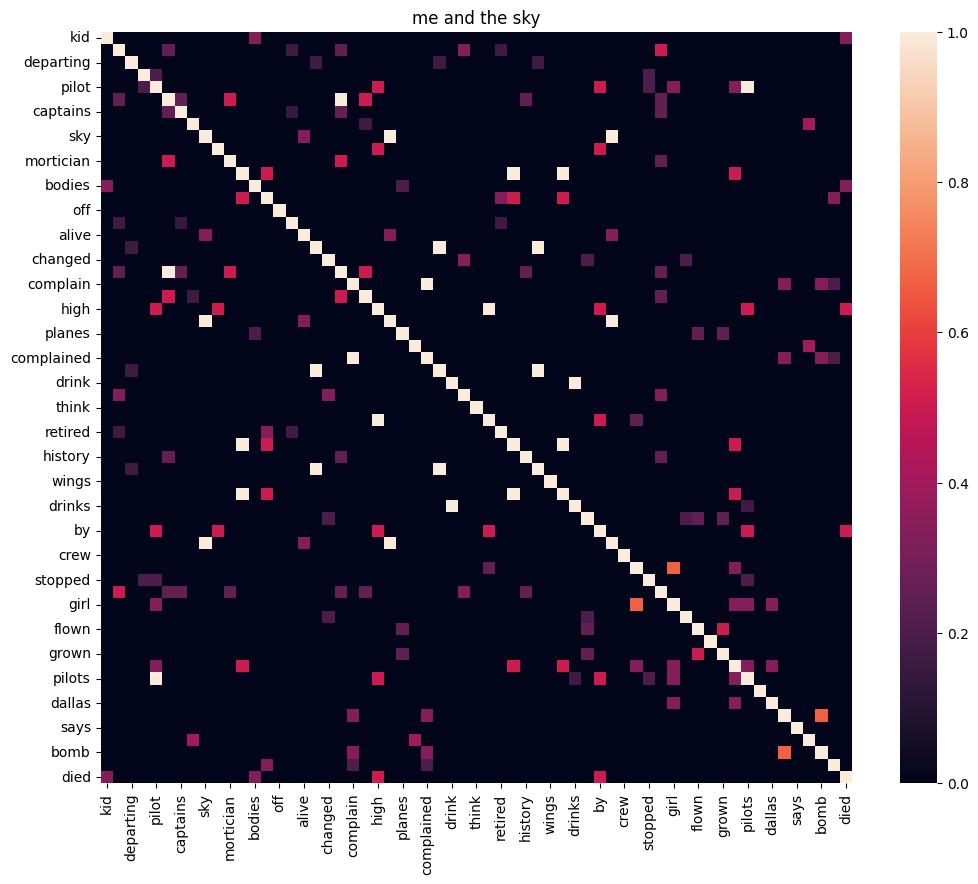 me and the sky
kid
departing
pilot
captains
sky
mortician
bodies
off
alive
changed
complain
high
planes
complained
drink
think
retired
history
wings
drinks
by
crew
stopped
girl
flown
grown
pilots
dallas
says
bomb
died
kid
departing
pilot
captains
sky
mortician
bodies
off
alive
changed
complain
high
planes
complained
drink
think
retired
history
wings
drinks
by
crew
stopped
girl
flown
grown
pilots
dallas
says
bomb
died
1.0
0.8
0.6
0.4
0.2
0.0